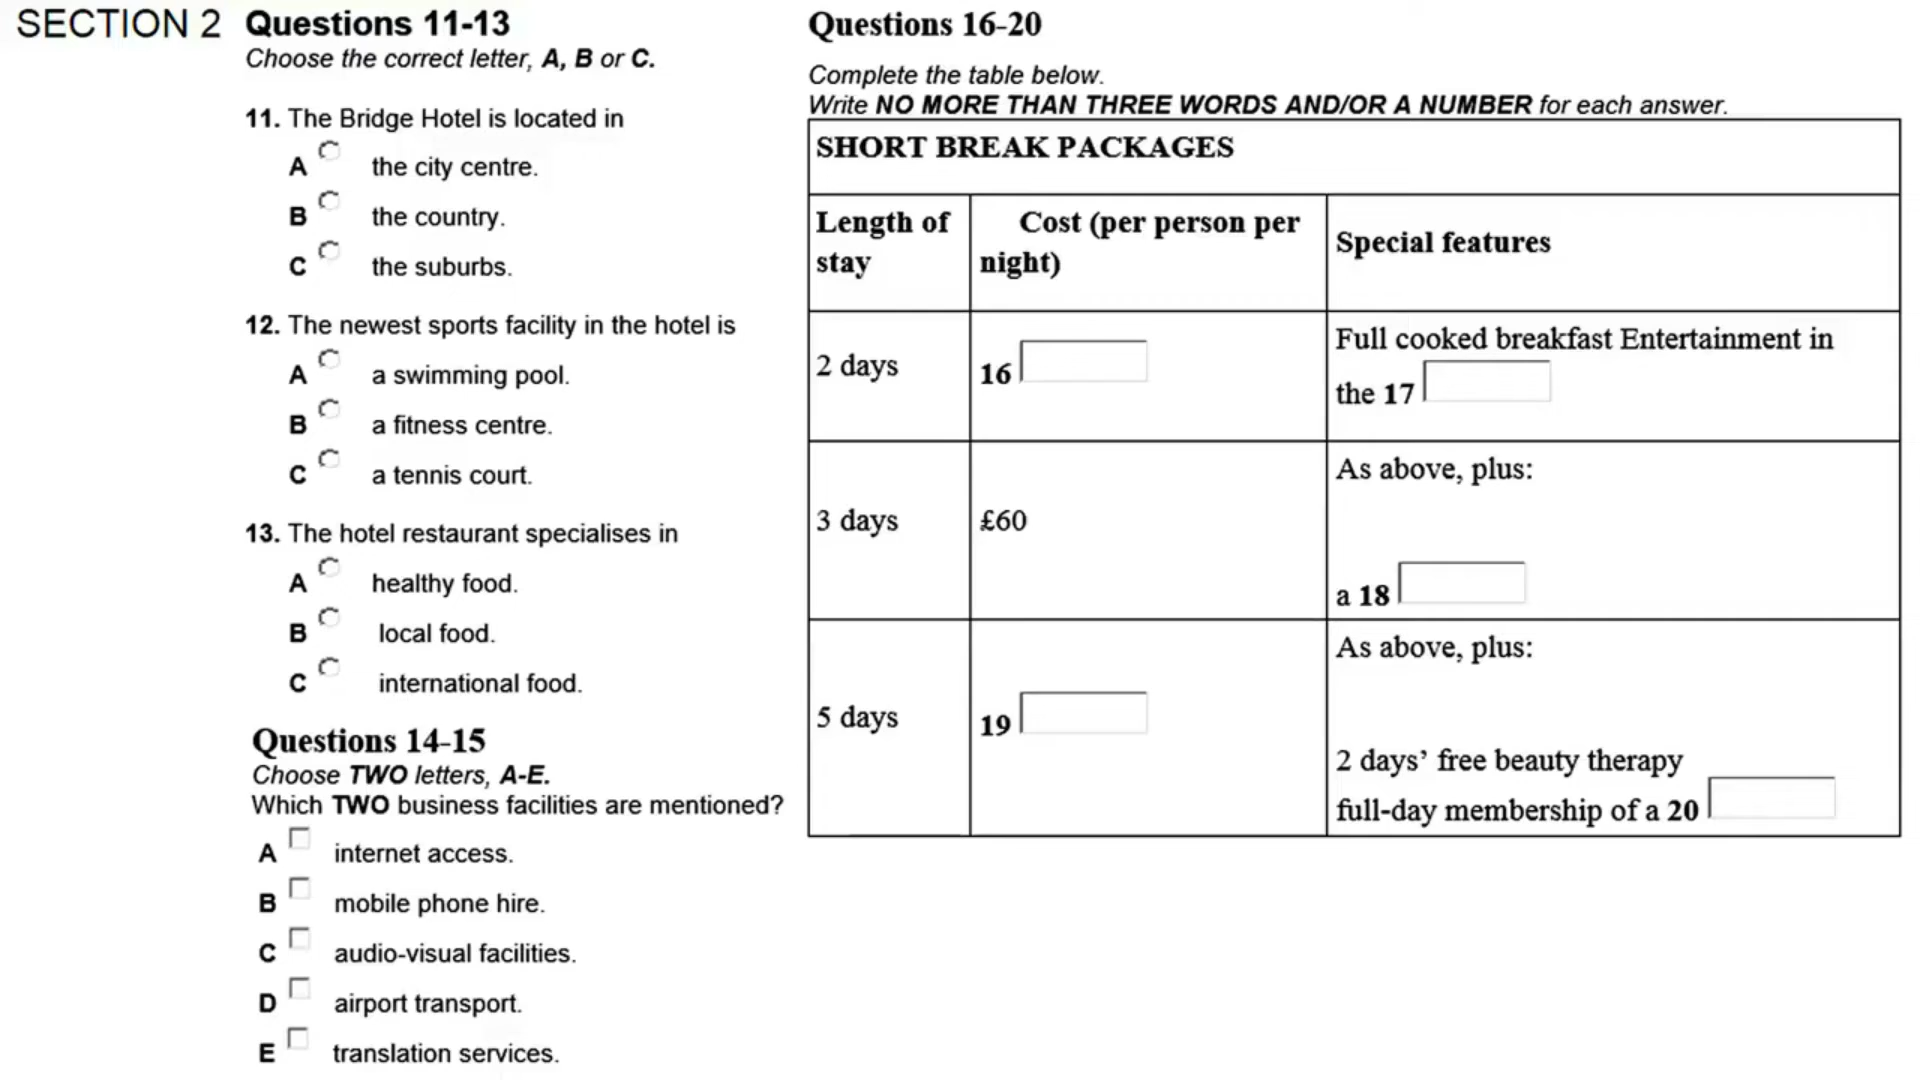 SECTION 2
Questions 11-13
Choose the correct letter, A, B or C.
11. The Bridge Hotel is located in
A the city centre.
B the country.
C the suburbs.
12. The newest sports facility in the hotel is
A a swimming pool.
B a fitness centre.
C a tennis court.
13. The hotel restaurant specialises in
A healthy food.
B local food.
C international food.
Questions 14-15
Choose TWO letters, A-E.
Which TWO business facilities are mentioned?
A internet access.
B mobile phone hire.
C audio-visual facilities.
D airport transport.
E translation services.
Questions 16-20
Complete the table below.
Write NO MORE THAN THREE WORDS AND/OR A NUMBER for each answer.
SHORT BREAK PACKAGES
Length of
stay
Cost (per person per
night)
Special features
2 days
16
Full cooked breakfast Entertainment in
the 17
3 days
£60
As above, plus:
a 18
5 days
19
As above, plus:
2 days’ free beauty therapy
full-day membership of a 20